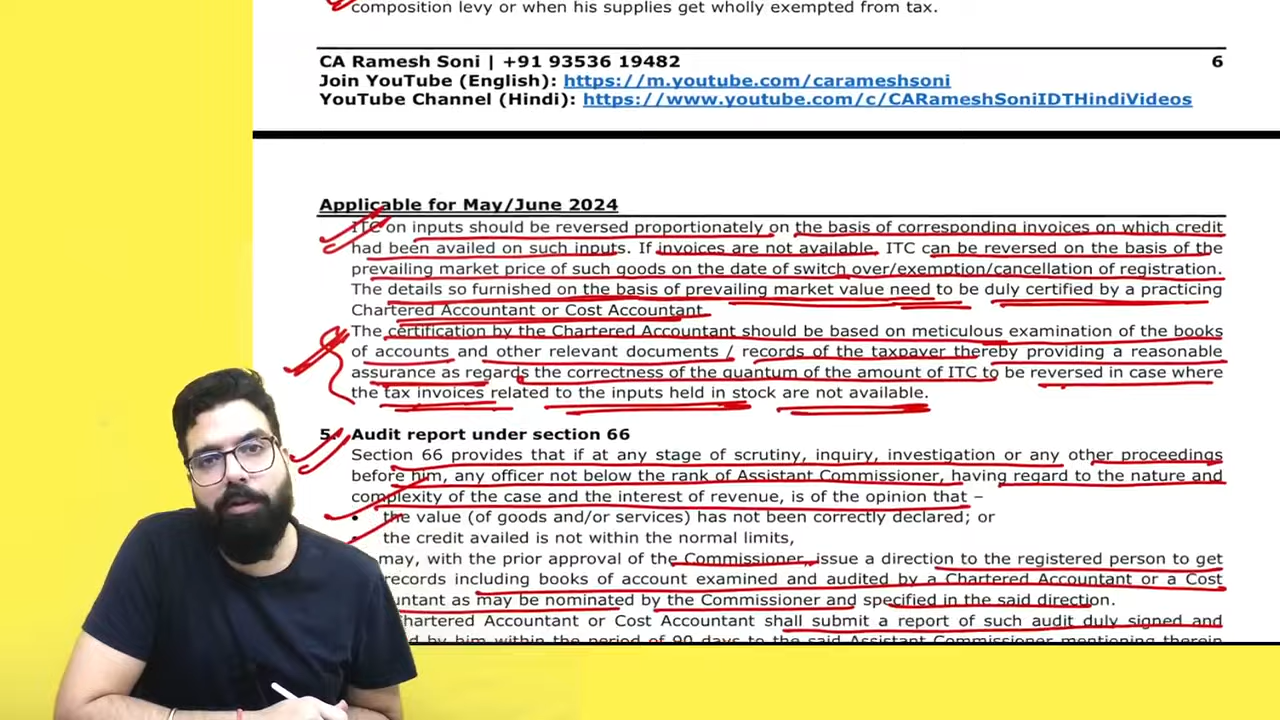 composition levy or when his supplies get wholly exempted from tax.
CA Ramesh Soni | +91 93536 19482
6
Join YouTube (English): https://m.youtube.com/carameshsoni
YouTube Channel (Hindi): https://www.youtube.com/c/CARameshSoniIDTHindiVideos
Applicable for May/June 2024
ITC on inputs should be reversed proportionately on the basis of corresponding invoices on which credit
had been availed on such inputs. If invoices are not available, ITC can be reversed on the basis of the
prevailing market price of such goods on the date of switch over/exemption/cancellation of registration.
The details so furnished on the basis of prevailing market value need to be duly certified by a practicing
Chartered Accountant or Cost Accountant.
The certification by the Chartered Accountant should be based on meticulous examination of the books
of accounts and other relevant documents / records of the taxpayer thereby providing a reasonable
assurance as regards the correctness of the quantum of the amount of ITC to be reversed in case where
the tax invoices related to the inputs held in stock are not available.
5. Audit report under section 66
Section 66 provides that if at any stage of scrutiny, inquiry, investigation or any other proceedings
before him, any officer not below the rank of Assistant Commissioner, having regard to the nature and
complexity of the case and the interest of revenue, is of the opinion that –
• the value (of goods and/or services) has not been correctly declared; or
• the credit availed is not within the normal limits,
may, with the prior approval of the Commissioner, issue a direction to the registered person to get
records including books of account examined and audited by a Chartered Accountant or a Cost
untant as may be nominated by the Commissioner and specified in the said direction.
hartered Accountant or Cost Accountant shall submit a report of such audit duly signed and
d by him within the period of 90 days to the said Assistant Commissioner mentioning therein